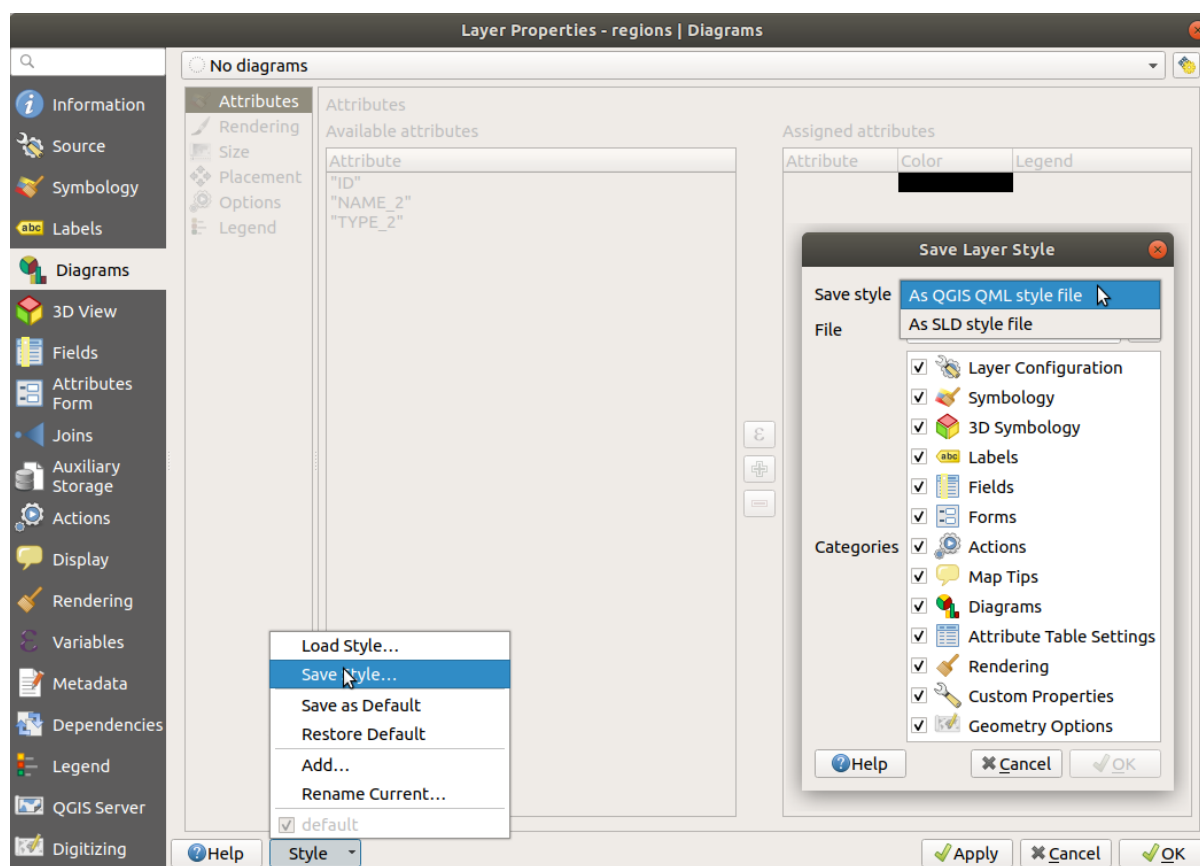 Layer Properties - regions | Diagrams
No diagrams
Information
Source
Symbology
abc Labels
Diagrams
3D View
Fields
Attributes
Form
Joins
Auxiliary
Storage
Actions
Display
Rendering
Variables
Metadata
Dependencies
Legend
QGIS Server
Digitizing
Attributes
Rendering
Size
Placement
Options
Legend
Attributes
Available attributes
Attribute
"ID"
"NAME_2"
"TYPE_2"
ε
Assigned attributes
Attribute Color Legend
Save Layer Style
Save style As QGIS QML style file
As SLD style file
File
Categories
Layer Configuration
Symbology
3D Symbology
abc Labels
Fields
Forms
Actions
Map Tips
Diagrams
Attribute Table Settings
Rendering
Custom Properties
Geometry Options
Help Cancel OK
Load Style...
Save Style...
Save as Default
Restore Default
Add...
Rename Current...
default
Help Style Apply Cancel OK